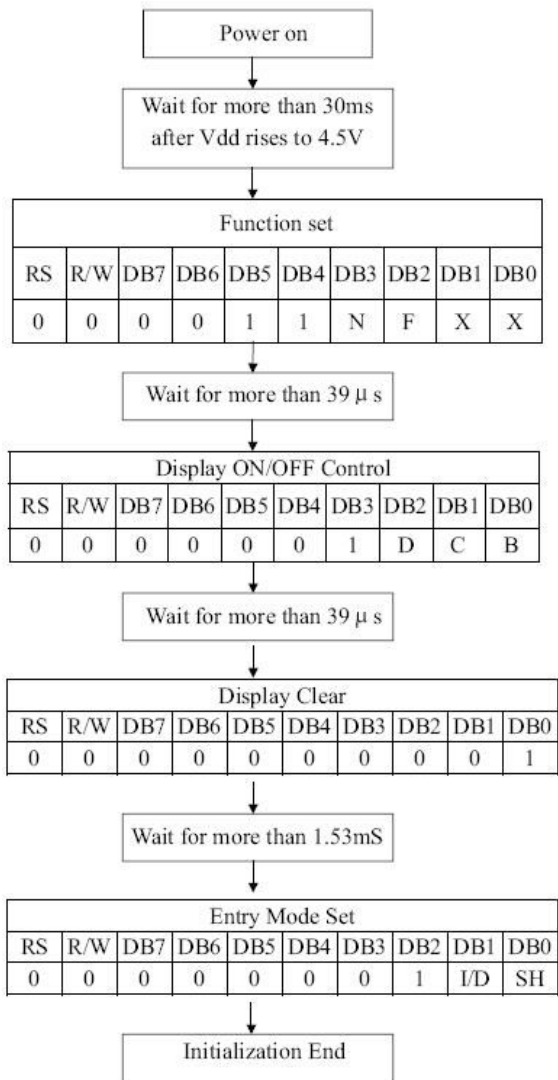 Power on
Wait for more than 30ms
after Vdd rises to 4.5V
Function set
RS R/W DB7 DB6 DB5 DB4 DB3 DB2 DB1 DB0
0 0 0 0 1 1 N F X X
Wait for more than 39 μs
Display ON/OFF Control
RS R/W DB7 DB6 DB5 DB4 DB3 DB2 DB1 DB0
0 0 0 0 0 0 1 D C B
Wait for more than 39 μs
Display Clear
RS R/W DB7 DB6 DB5 DB4 DB3 DB2 DB1 DB0
0 0 0 0 0 0 0 0 0 1
Wait for more than 1.53mS
Entry Mode Set
RS R/W DB7 DB6 DB5 DB4 DB3 DB2 DB1 DB0
0 0 0 0 0 0 0 1 I/D SH
Initialization End